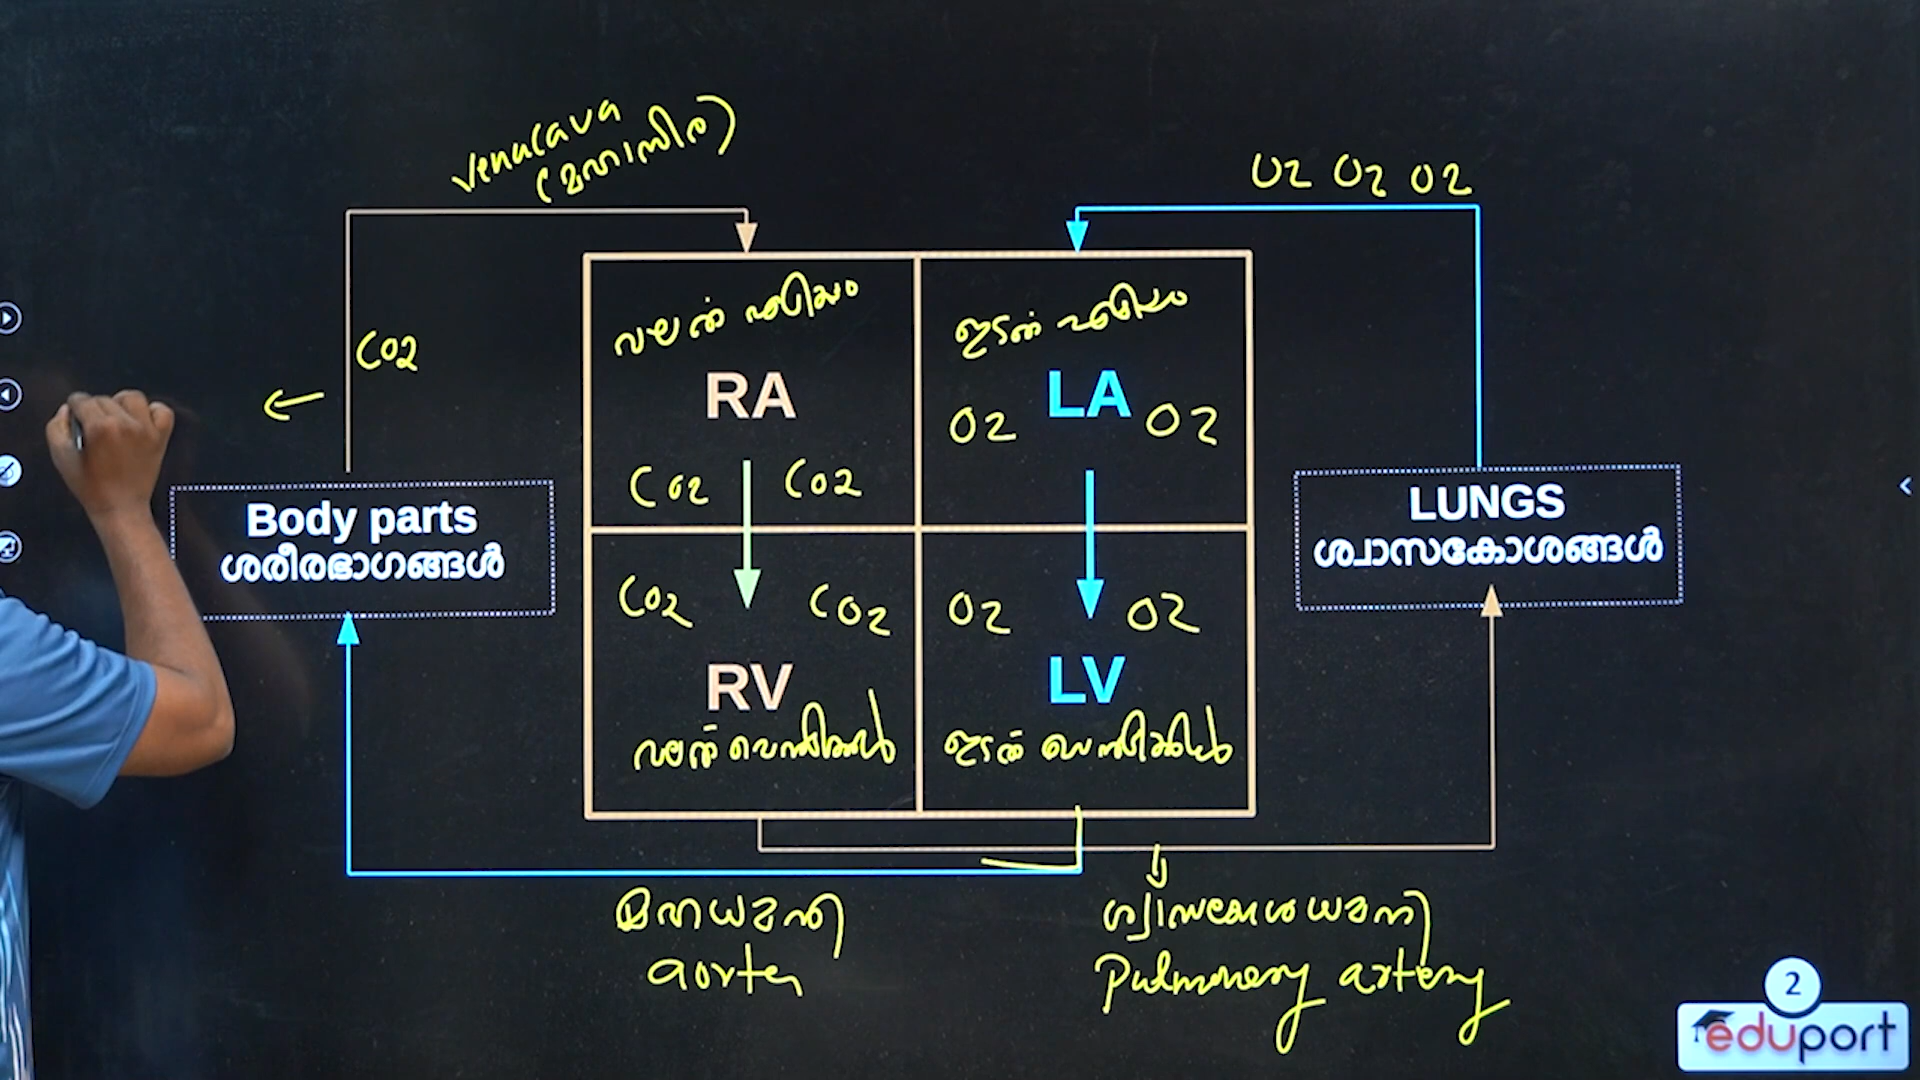 Venacava
(മഹാസിര)
O2 O2 O2
CO2
വലത് ഏട്രിയം
RA
CO2 CO2
ഇടത് ഏട്രിയം
LA
O2 O2
Body parts
ശരീരഭാഗങ്ങൾ
LUNGS
ശ്വാസകോശങ്ങൾ
CO2 CO2
RV
വലത് വെൻട്രിക്കിൾ
O2 O2
LV
ഇടത് വെൻട്രിക്കിൾ
മഹാധമനി
aorta
ശ്വാസകോശധമനി
Pulmonary artery
2
eduport